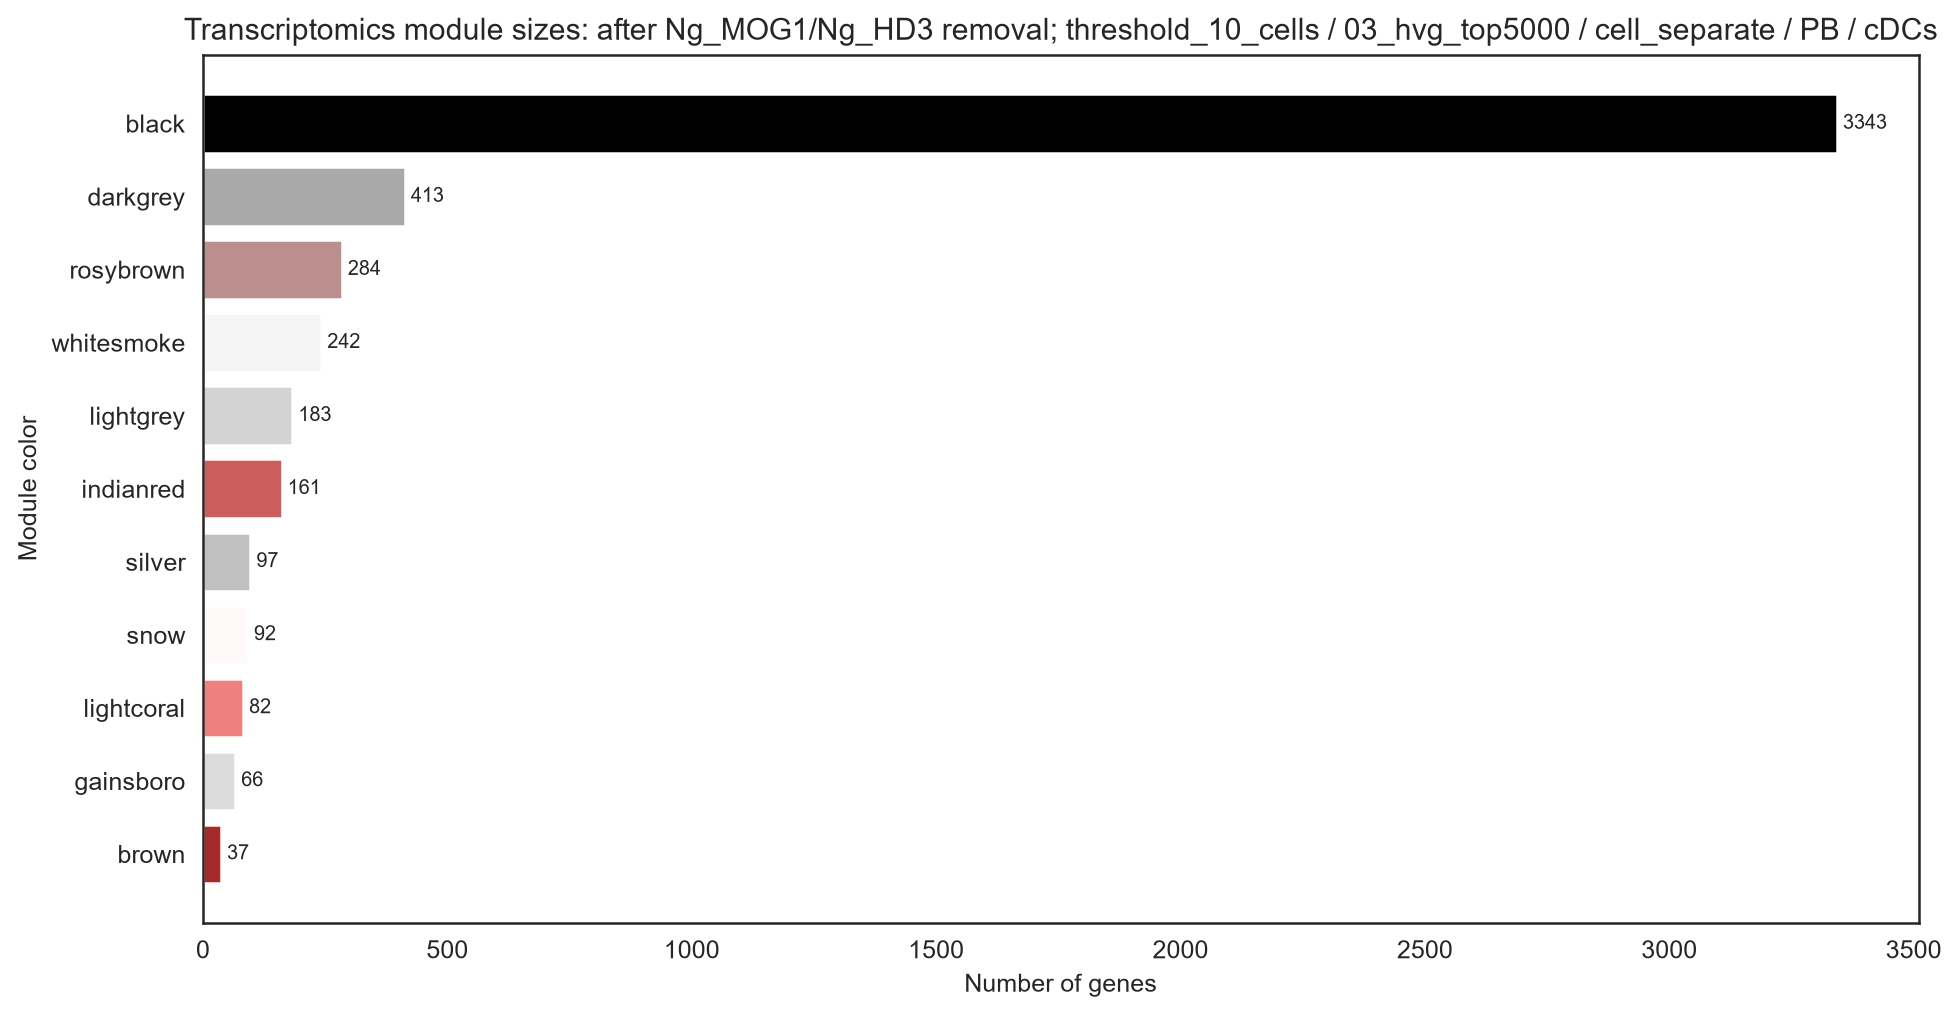 Transcriptomics module sizes: after Ng_MOG1/Ng_HD3 removal; threshold_10_cells / 03_hvg_top5000 / cell_separate / PB / cDCs
black 3343
darkgrey 413
rosybrown 284
whitesmoke 242
lightgrey 183
indianred 161
silver 97
snow 92
lightcoral 82
gainsboro 66
brown 37
Module color
0 500 1000 1500 2000 2500 3000 3500
Number of genes